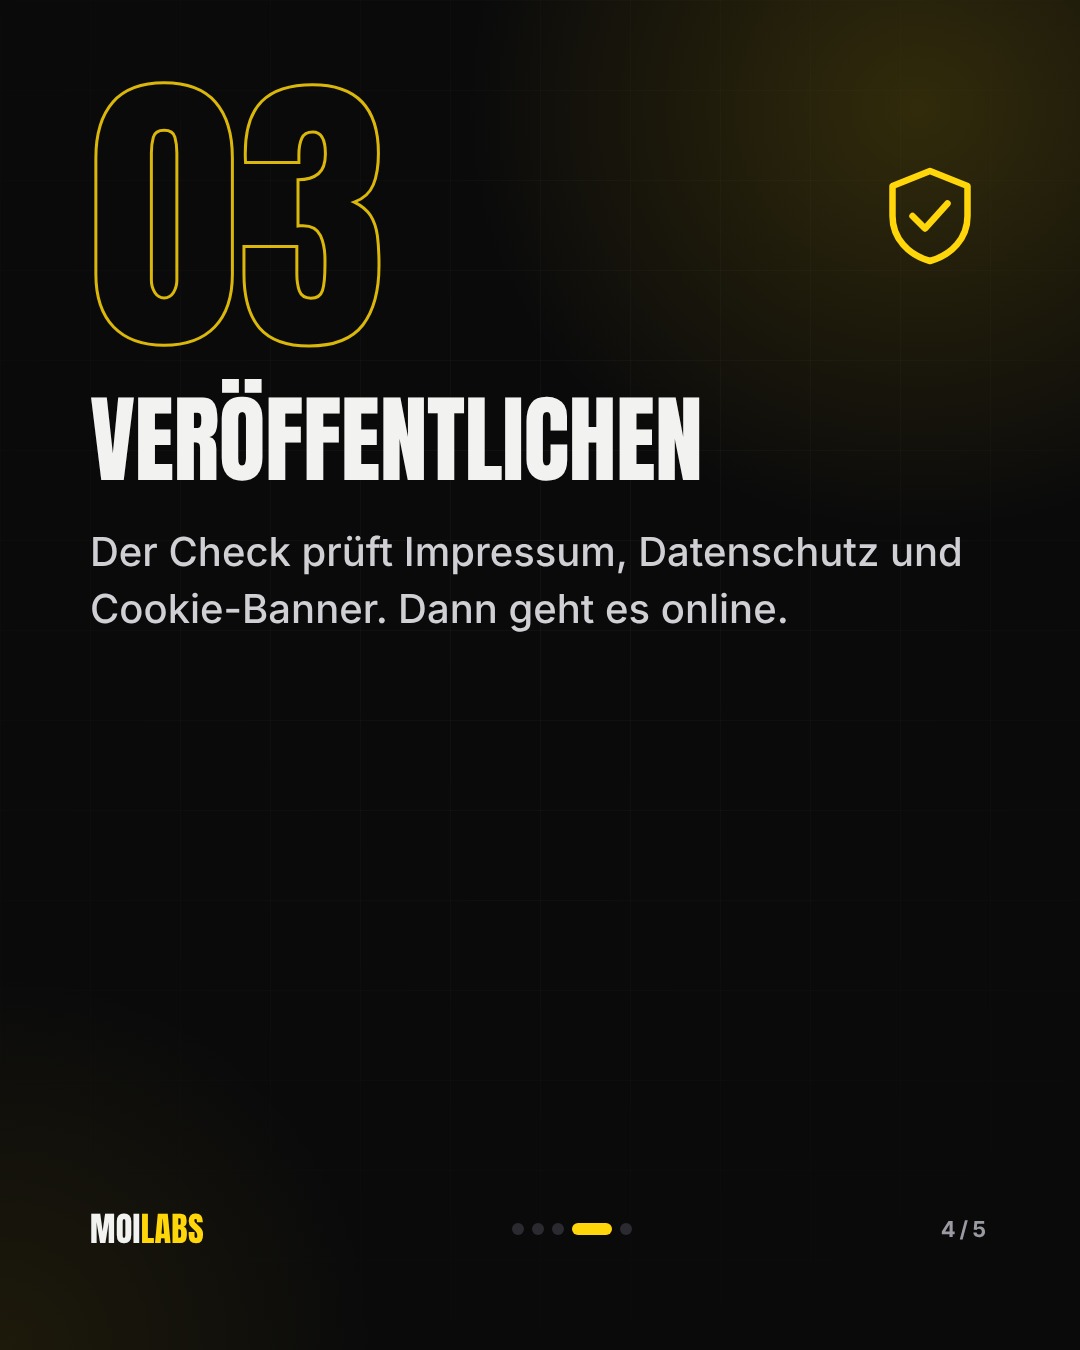 03
VERÖFFENTLICHEN
Der Check prüft Impressum, Datenschutz und
Cookie-Banner. Dann geht es online.
MOILABS
4/5